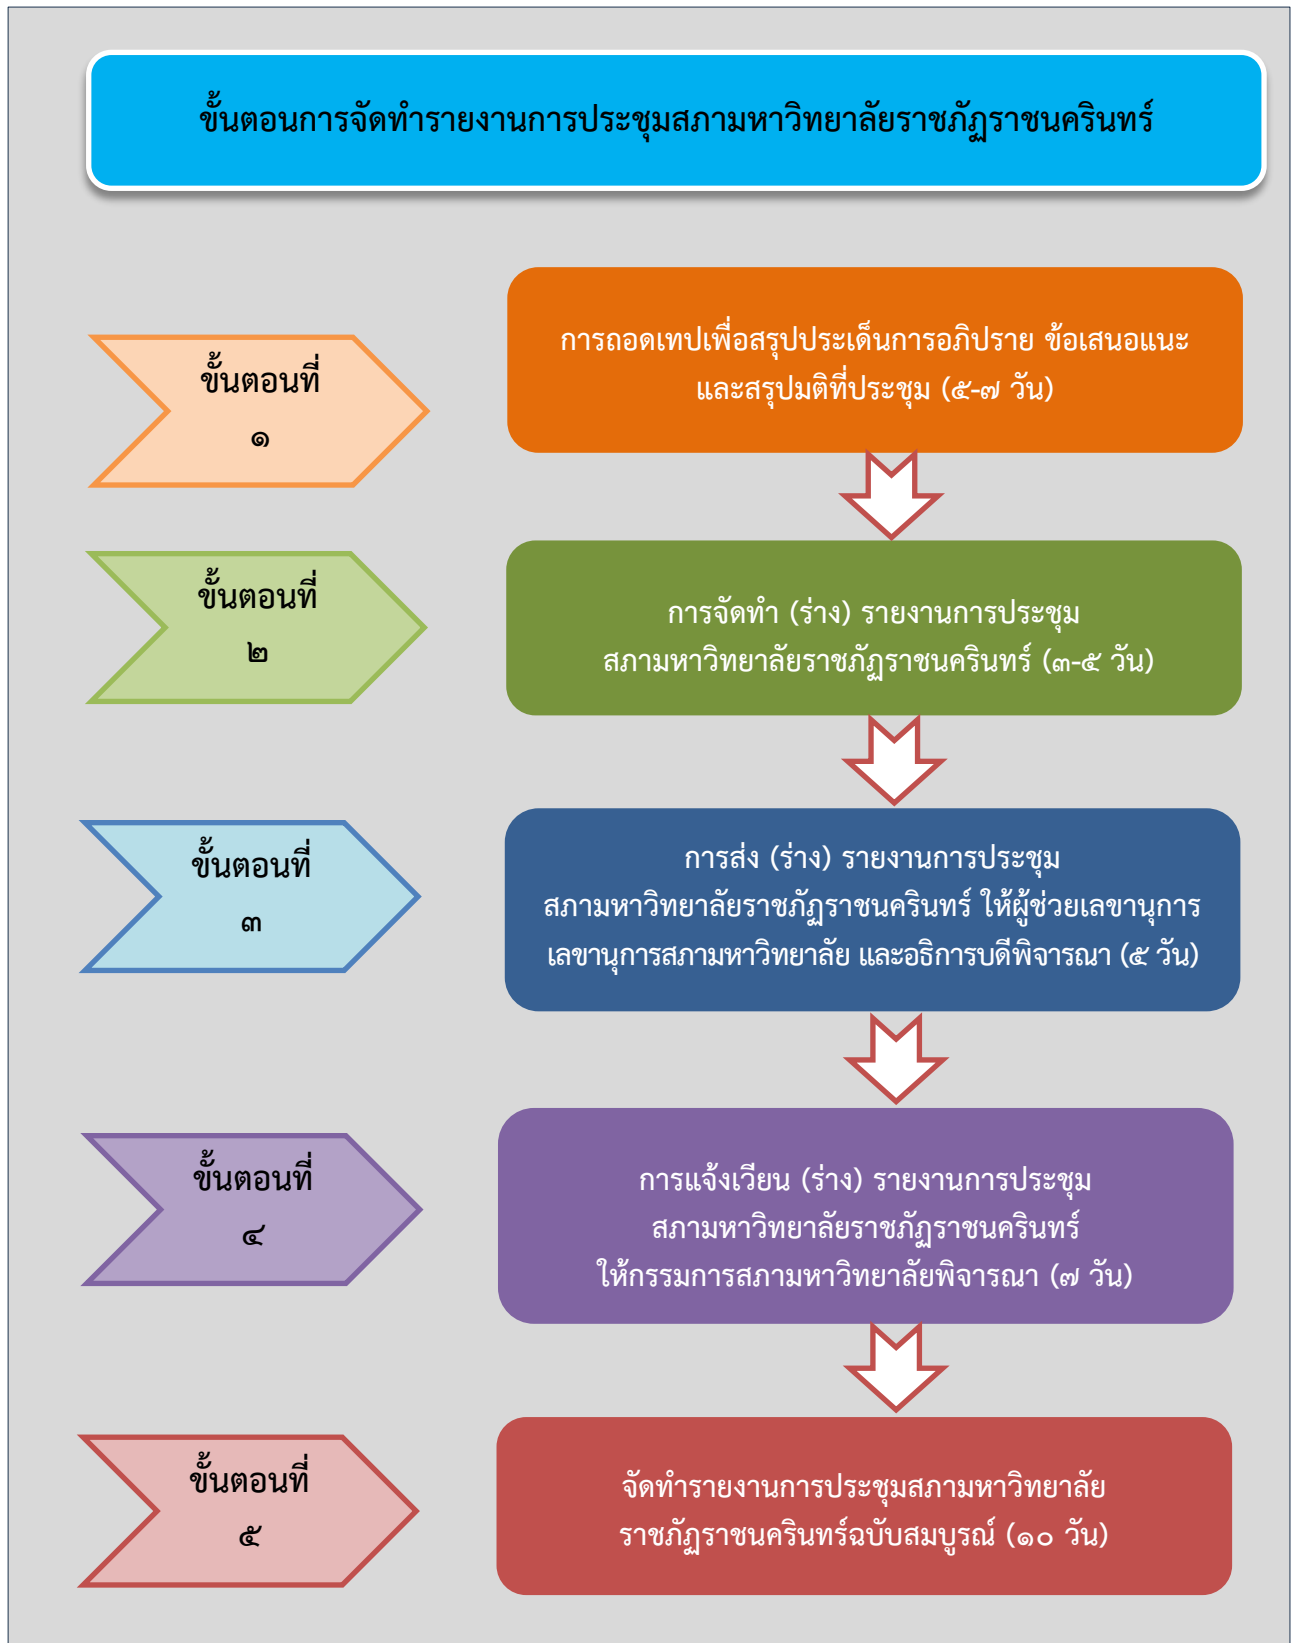 ขั้นตอนการจัดทำรายงานการประชุมสภามหาวิทยาลัยราชภัฏราชนครินทร์
ขั้นตอนที่
๑
การถอดเทปเพื่อสรุปประเด็นการอภิปราย ข้อเสนอแนะ
และสรุปมติที่ประชุม (๕-๗ วัน)
ขั้นตอนที่
๒
การจัดทำ (ร่าง) รายงานการประชุม
สภามหาวิทยาลัยราชภัฏราชนครินทร์ (๓-๕ วัน)
ขั้นตอนที่
๓
การส่ง (ร่าง) รายงานการประชุม
สภามหาวิทยาลัยราชภัฏราชนครินทร์ ให้ผู้ช่วยเลขานุการ
เลขานุการสภามหาวิทยาลัย และอธิการบดีพิจารณา (๕ วัน)
ขั้นตอนที่
๔
การแจ้งเวียน (ร่าง) รายงานการประชุม
สภามหาวิทยาลัยราชภัฏราชนครินทร์
ให้กรรมการสภามหาวิทยาลัยพิจารณา (๗ วัน)
ขั้นตอนที่
๕
จัดทำรายงานการประชุมสภามหาวิทยาลัย
ราชภัฏราชนครินทร์ฉบับสมบูรณ์ (๑๐ วัน)